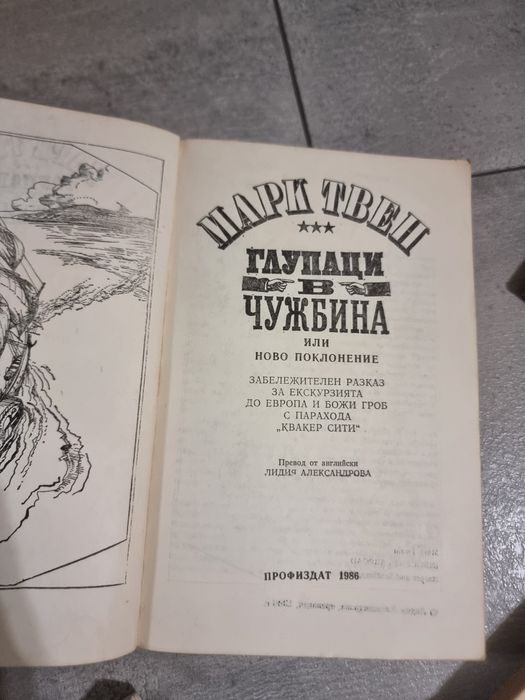 МАРК ТВЕН
★★★
ГЛУПАЦИ
В
ЧУЖБИНА
ИЛИ
НОВО ПОКЛОНЕНИЕ
ЗАБЕЛЕЖИТЕЛЕН РАЗКАЗ
ЗА ЕКСКУРЗИЯТА
ДО ЕВРОПА И БОЖИ ГРОБ
С ПАРАХОДА
„КВАКЕР СИТИ“
Превод от английски
ЛИДИЯ АЛЕКСАНДРОВА
ПРОФИЗДАТ 1986